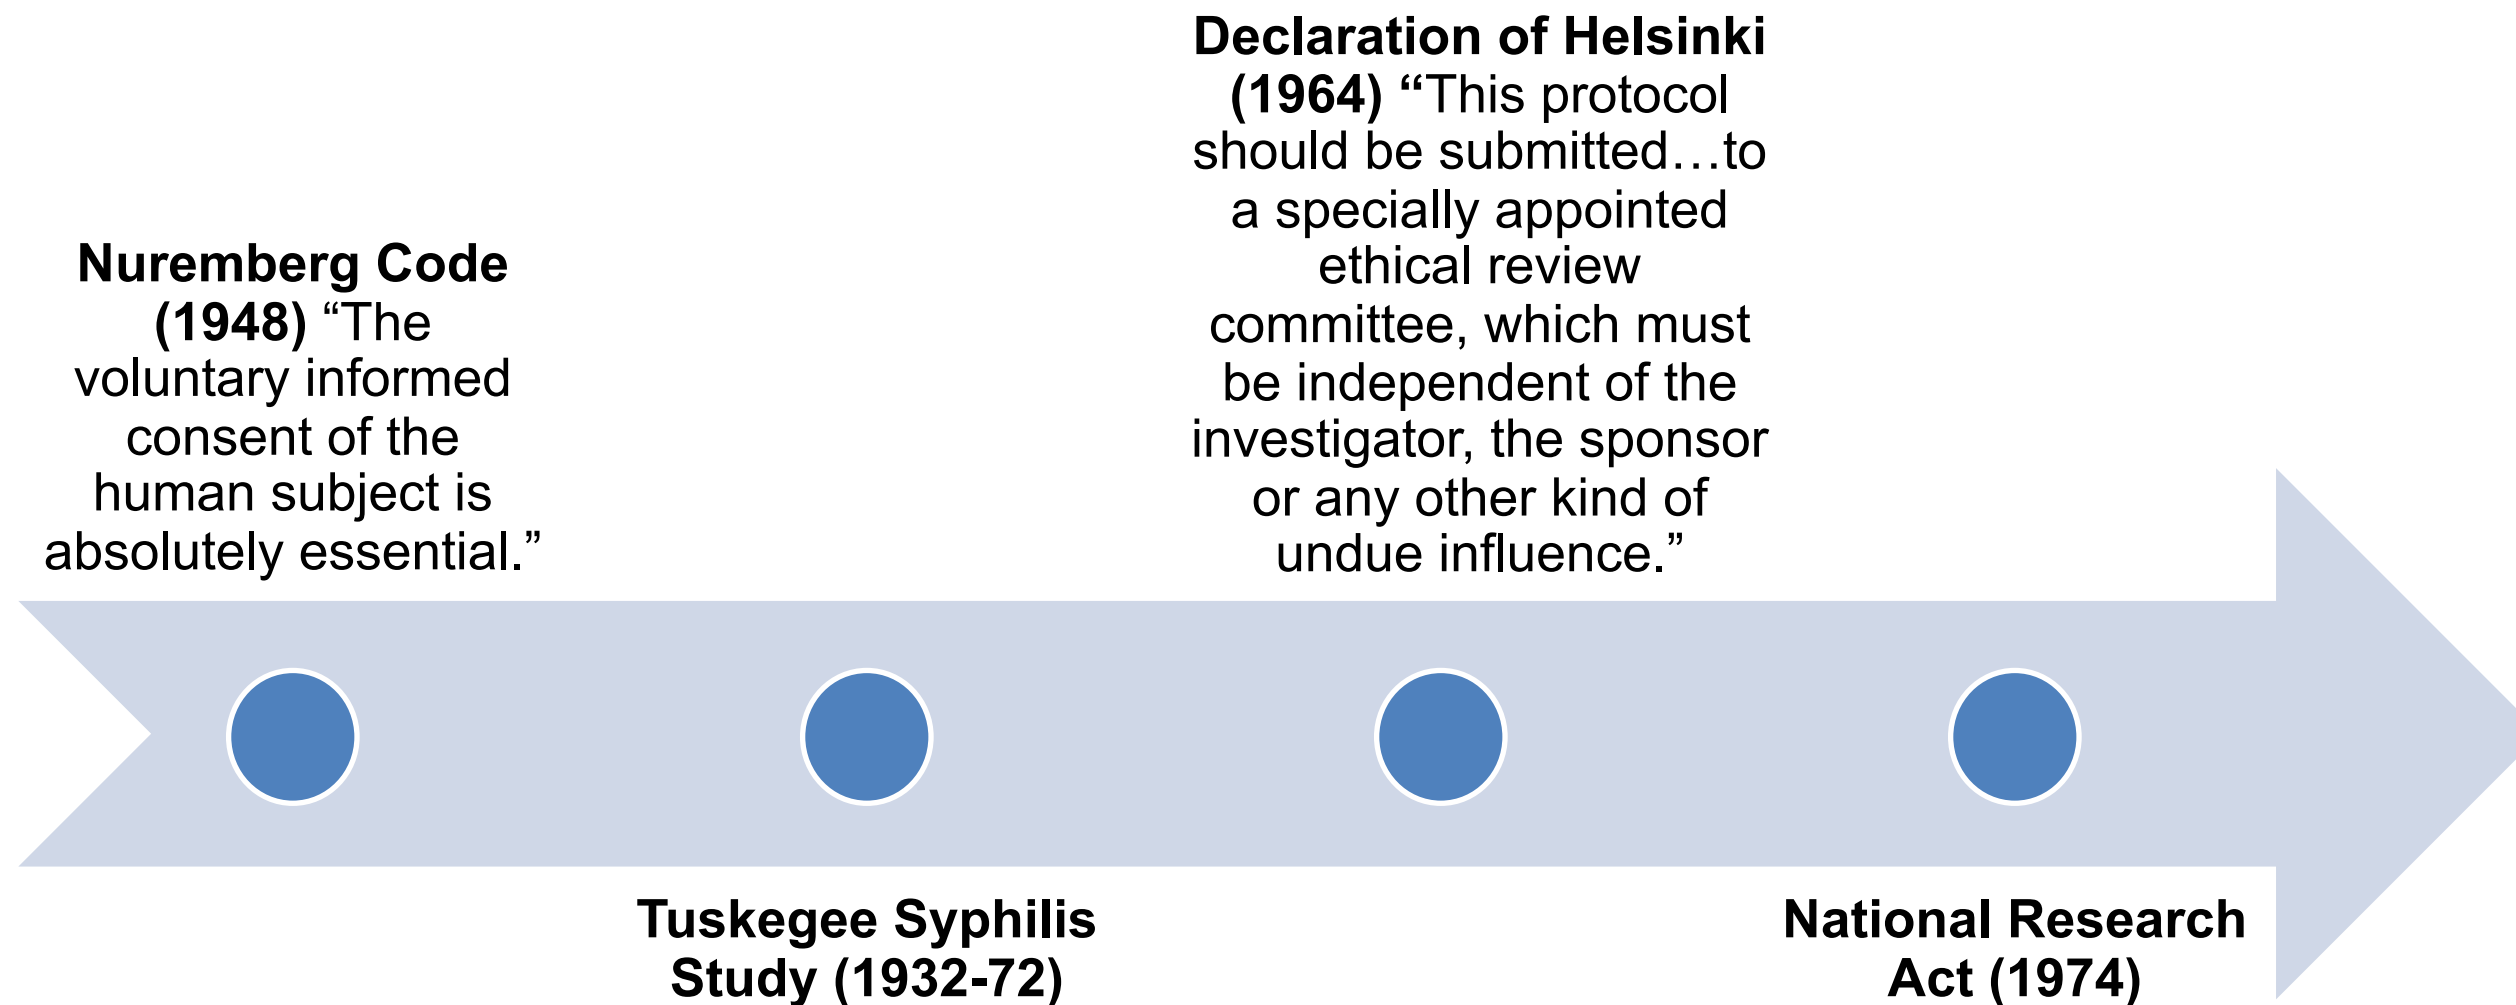 Nuremberg Code
(1948) “The
voluntary informed
consent of the
human subject is
absolutely essential.”
Tuskegee Syphilis
Study (1932-72)
Declaration of Helsinki
(1964) “This protocol
should be submitted…to
a specially appointed
ethical review
committee, which must
be independent of the
investigator, the sponsor
or any other kind of
undue influence.”
National Research
Act (1974)